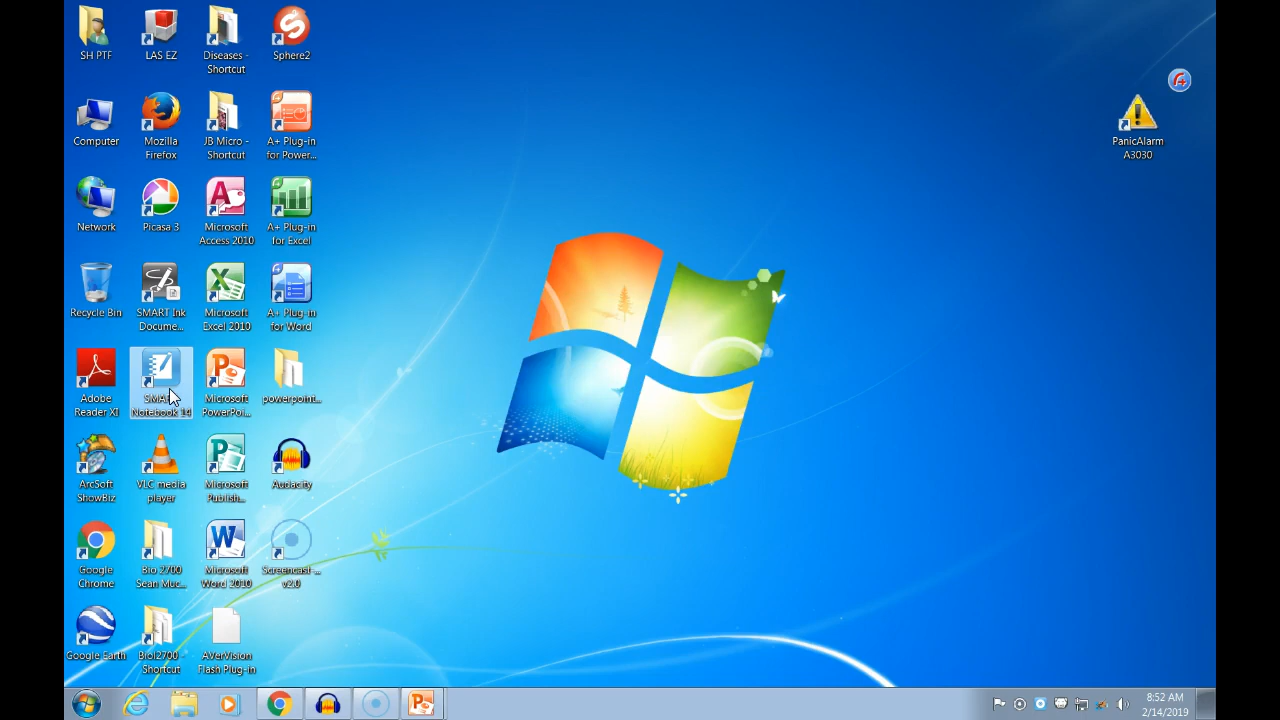 SH PTF
LAS EZ
Diseases -
Shortcut
Sphere2
Computer
Mozilla
Firefox
JB Micro -
Shortcut
A+ Plug-in
for Power...
PanicAlarm
A3030
Network
Picasa 3
Microsoft
Access 2010
A+ Plug-in
for Excel
Recycle Bin
SMART Ink
Docume...
Microsoft
Excel 2010
A+ Plug-in
for Word
Adobe
Reader XI
SMART
Notebook 14
Microsoft
PowerPoi...
powerpoint...
ArcSoft
ShowBiz
VLC media
player
Microsoft
Publish...
Audacity
Google
Chrome
Bio 2700
Sean Muc...
Microsoft
Word 2010
Screencast-...
v2.0
Google Earth
Biol2700 -
Shortcut
AVerVision
Flash Plug-in
8:52 AM
2/14/2019